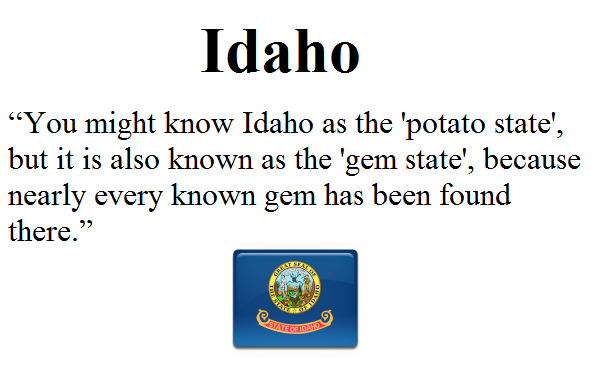 Idaho
“You might know Idaho as the 'potato state',
but it is also known as the 'gem state', because
nearly every known gem has been found
there.”
GREAT SEAL OF
THE STATE OF IDAHO
STATE OF IDAHO